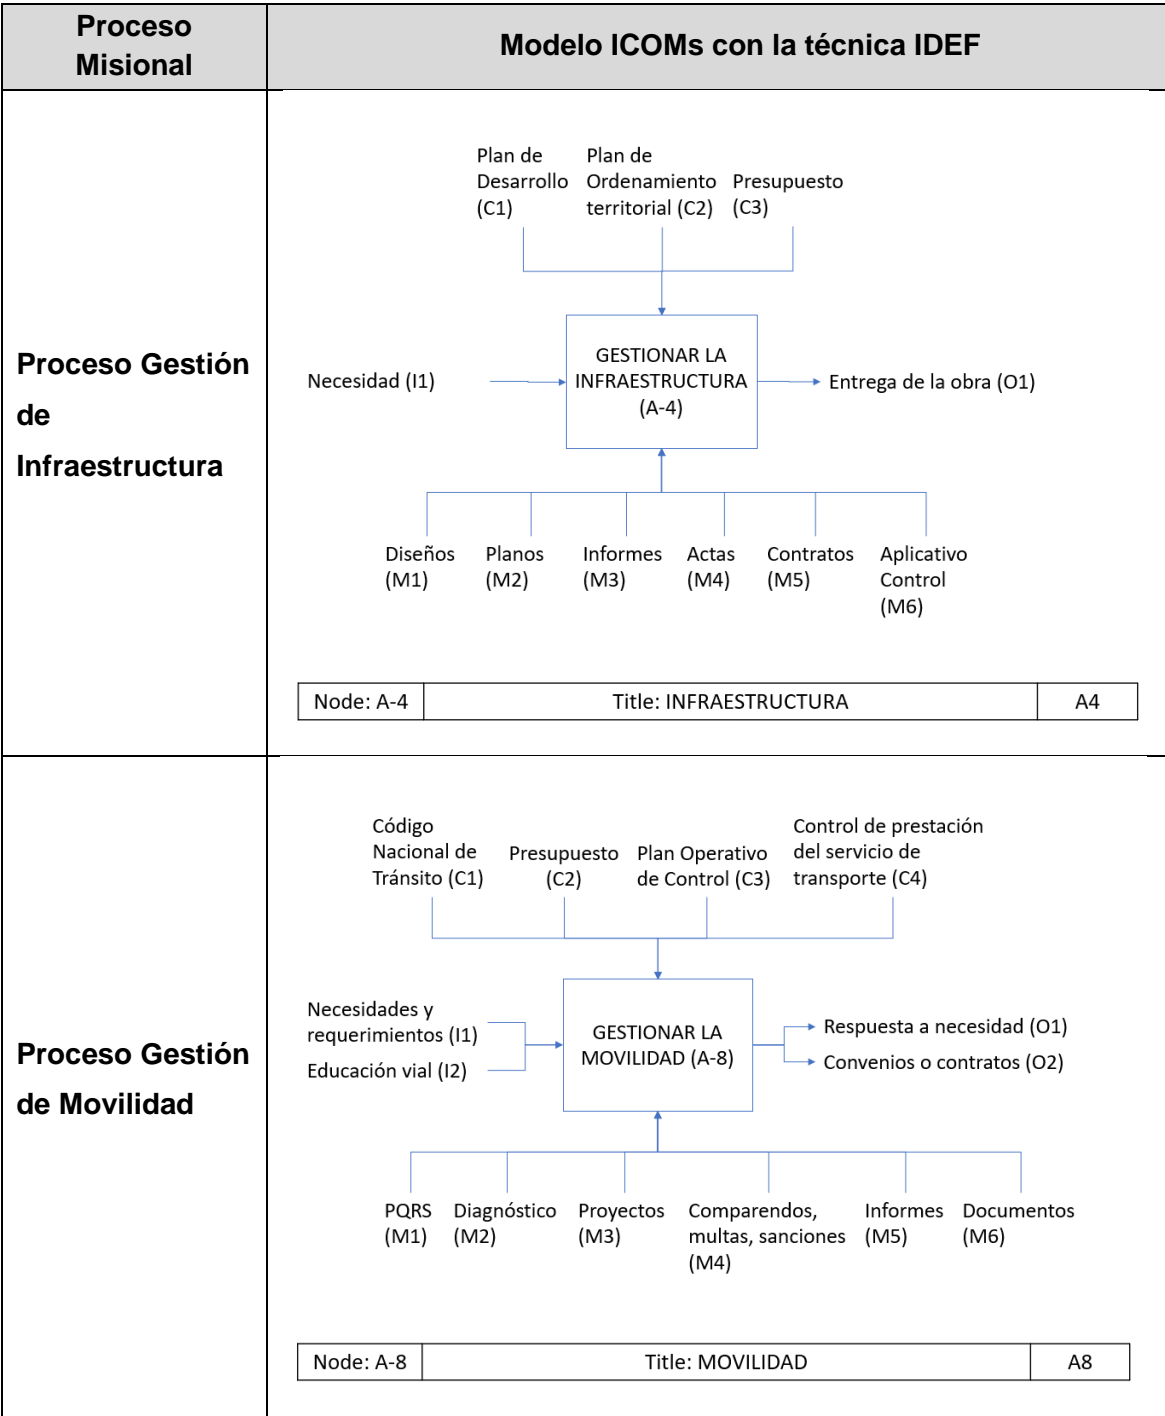 Proceso
Misional
Modelo ICOMs con la técnica IDEF
Proceso Gestión
de
Infraestructura
Plan de
Desarrollo
(C1)
Plan de
Ordenamiento
territorial (C2)
Presupuesto
(C3)
Necesidad (I1)
GESTIONAR LA
INFRAESTRUCTURA
(A-4)
Entrega de la obra (O1)
Diseños
(M1)
Planos
(M2)
Informes
(M3)
Actas
(M4)
Contratos
(M5)
Aplicativo
Control
(M6)
Node: A-4
Title: INFRAESTRUCTURA
A4
Proceso Gestión
de Movilidad
Código
Nacional de
Tránsito (C1)
Presupuesto
(C2)
Plan Operativo
de Control (C3)
Control de prestación
del servicio de
transporte (C4)
Necesidades y
requerimientos (I1)
Educación vial (I2)
GESTIONAR LA
MOVILIDAD (A-8)
Respuesta a necesidad (O1)
Convenios o contratos (O2)
PQRS
(M1)
Diagnóstico
(M2)
Proyectos
(M3)
Comparendos,
multas, sanciones
(M4)
Informes
(M5)
Documentos
(M6)
Node: A-8
Title: MOVILIDAD
A8